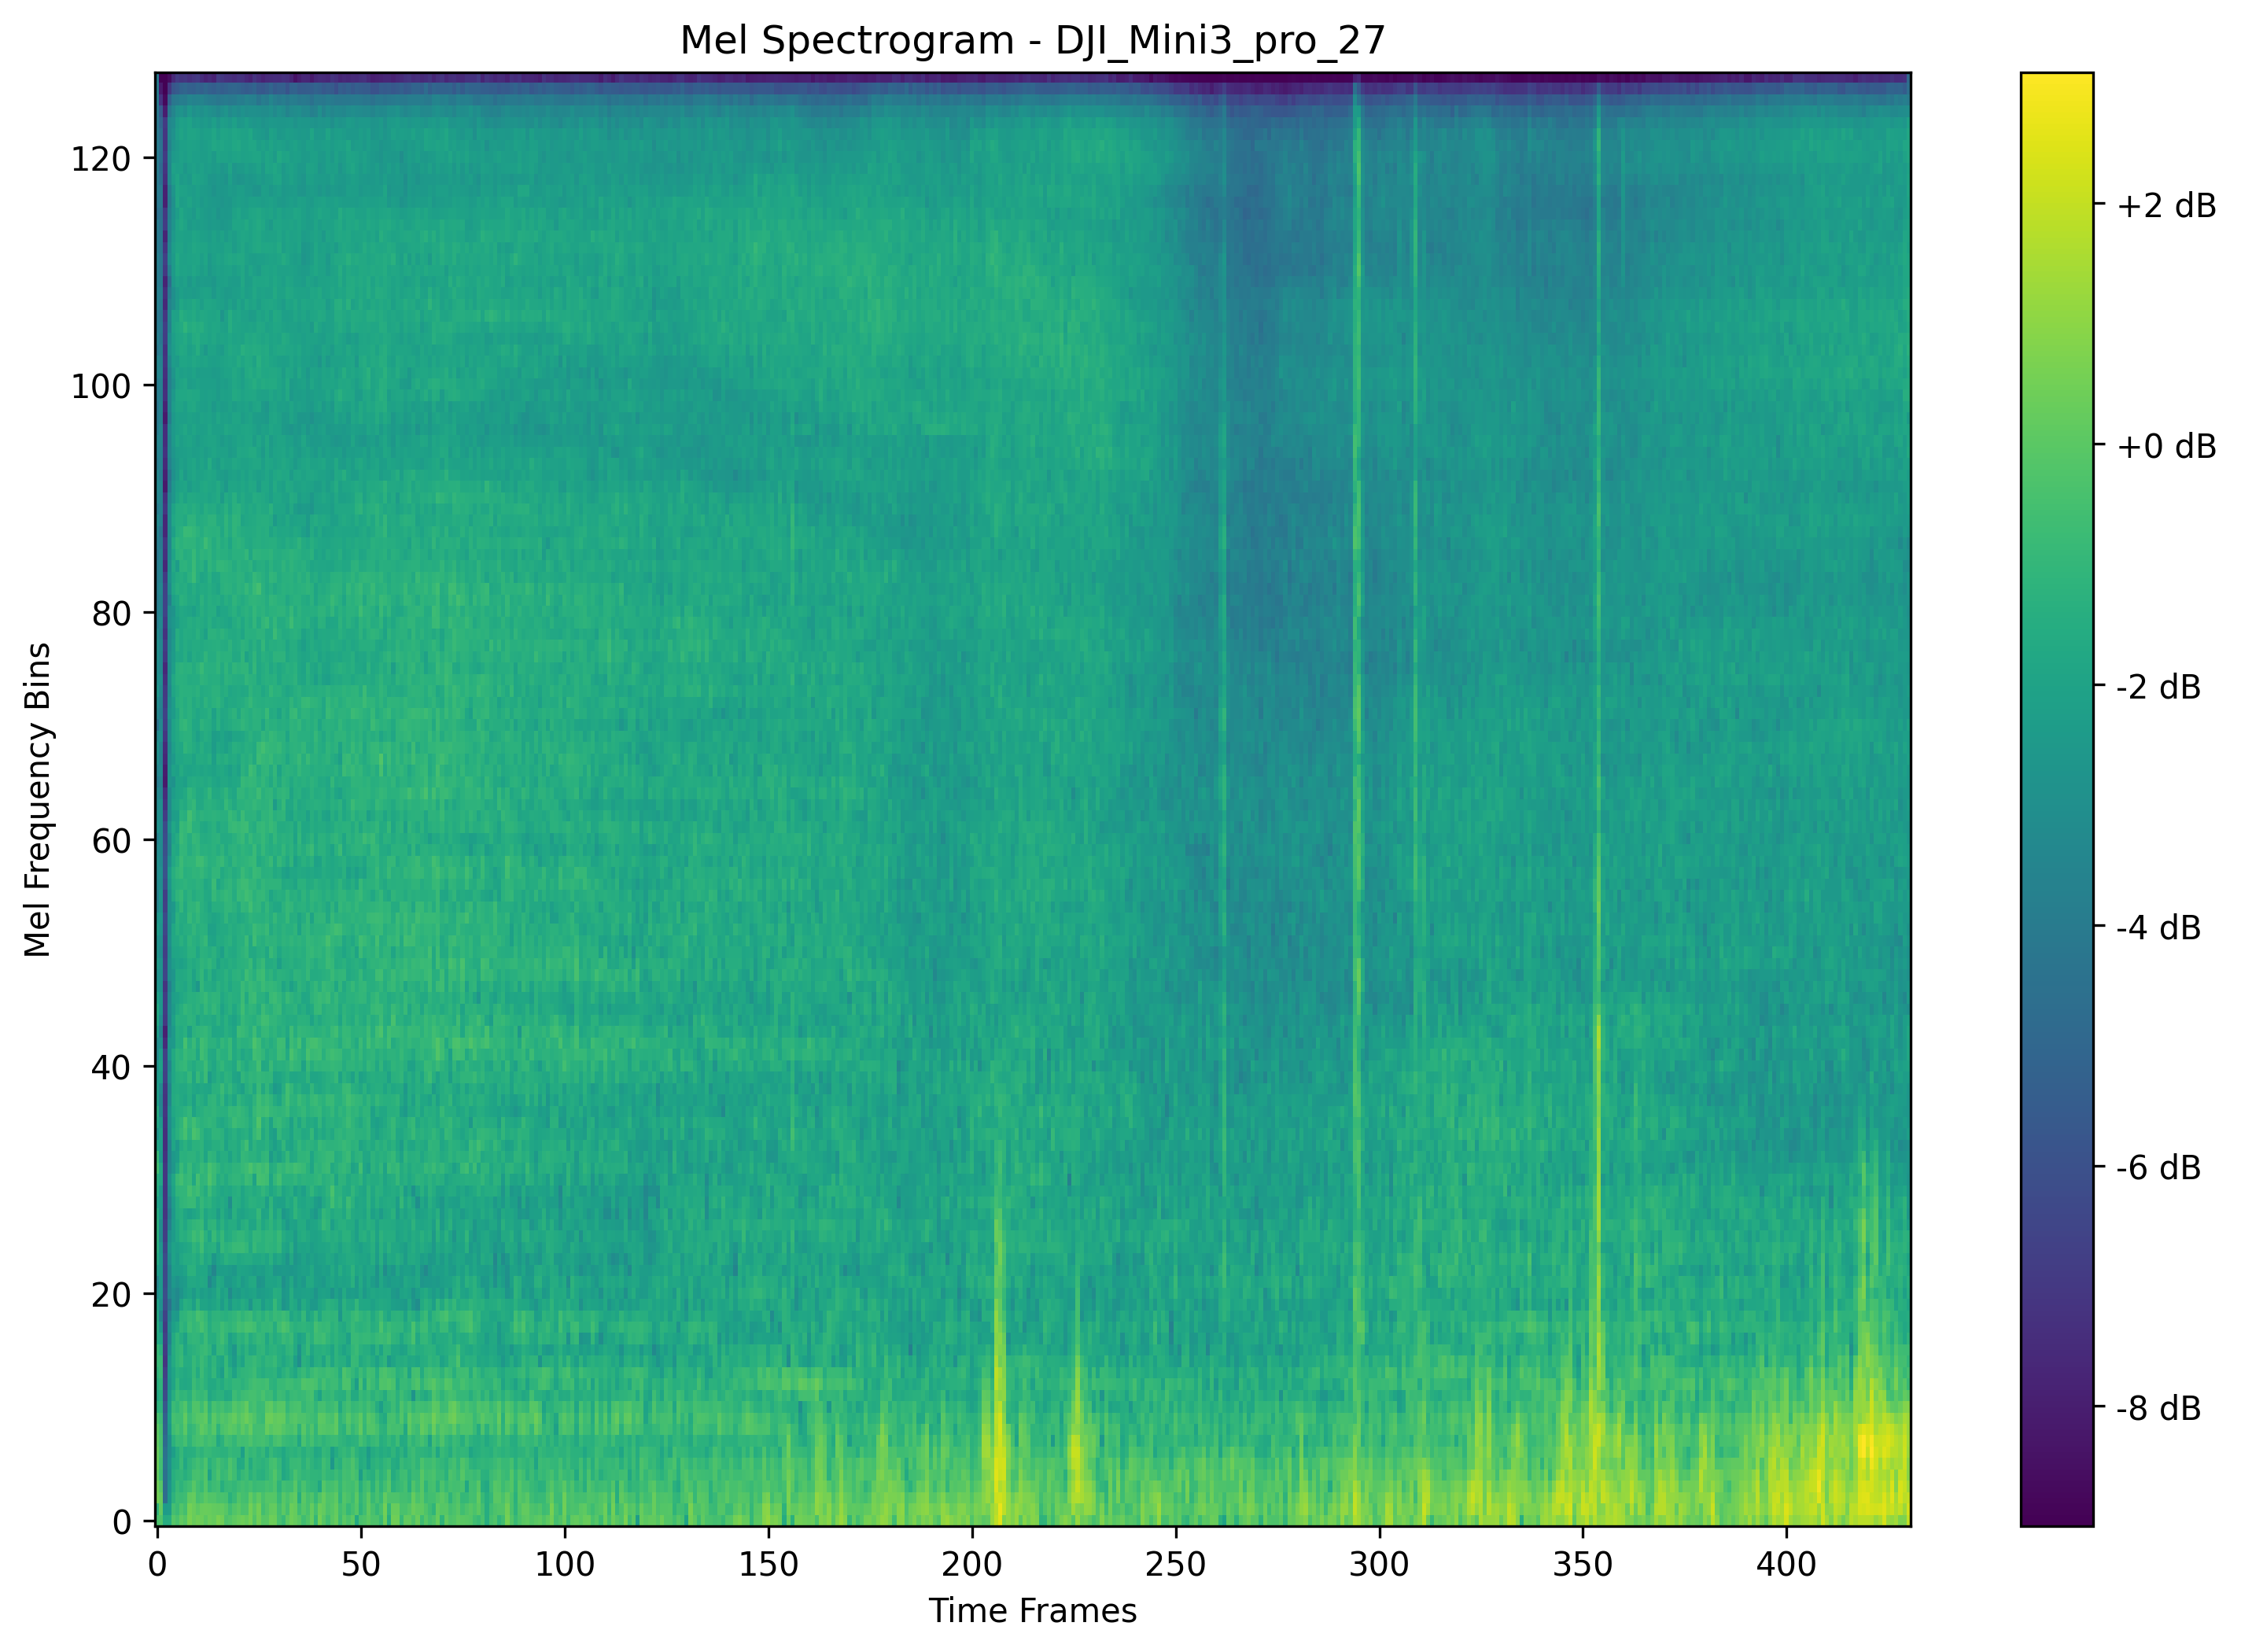 Mel Spectrogram - DJI_Mini3_pro_27
Mel Frequency Bins
120
100
80
60
40
20
0
0 50 100 150 200 250 300 350 400
Time Frames
+2 dB
+0 dB
-2 dB
-4 dB
-6 dB
-8 dB